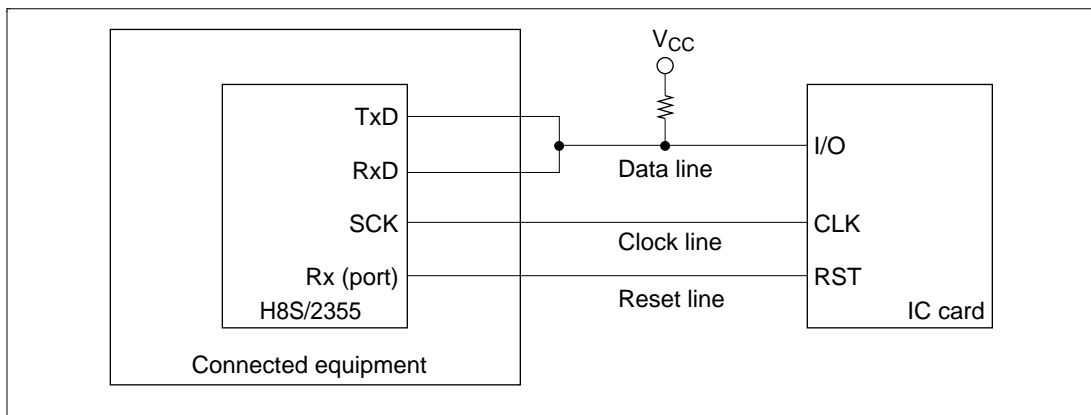 VCC
TxD
I/O
RxD
Data line
SCK
CLK
Clock line
Rx (port)
RST
Reset line
H8S/2355
IC card
Connected equipment